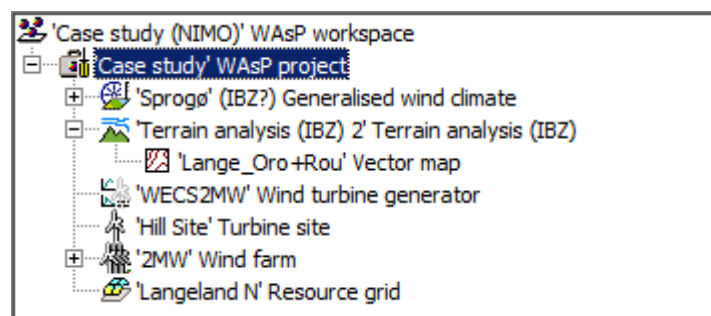 'Case study (NIMO)' WAsP workspace
'Case study' WAsP project
'Sprogø' (IBZ?) Generalised wind climate
'Terrain analysis (IBZ) 2' Terrain analysis (IBZ)
'Lange_Oro+Rou' Vector map
'WECS2MW' Wind turbine generator
'Hill Site' Turbine site
'2MW' Wind farm
'Langeland N' Resource grid